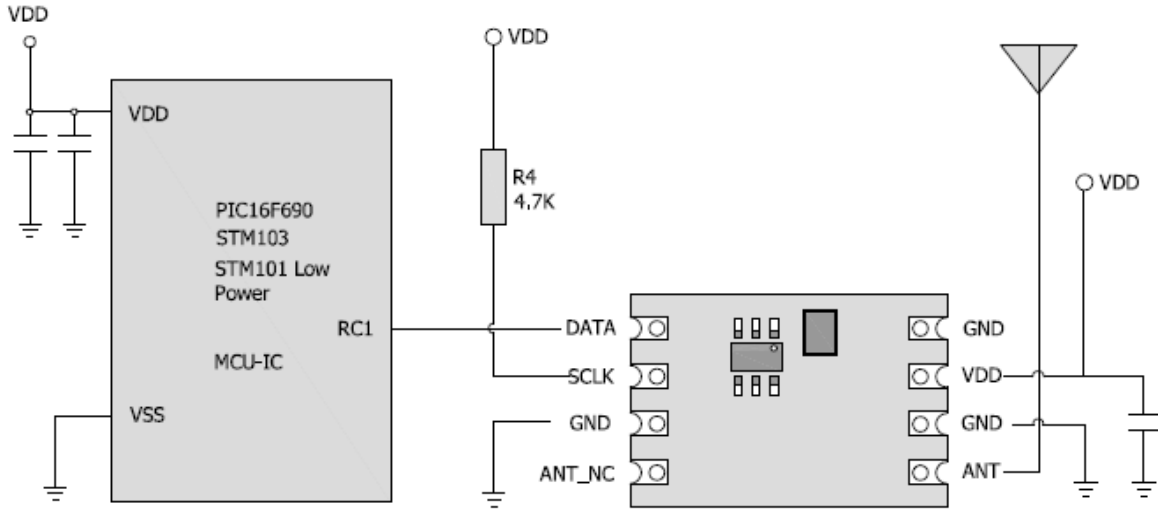 VDD
VDD
VDD
PIC16F690
STM103
STM101 Low
Power
MCU-IC
RC1
VSS
VDD
R4
4.7K
DATA
SCLK
GND
ANT_NC
GND
VDD
GND
ANT
VDD